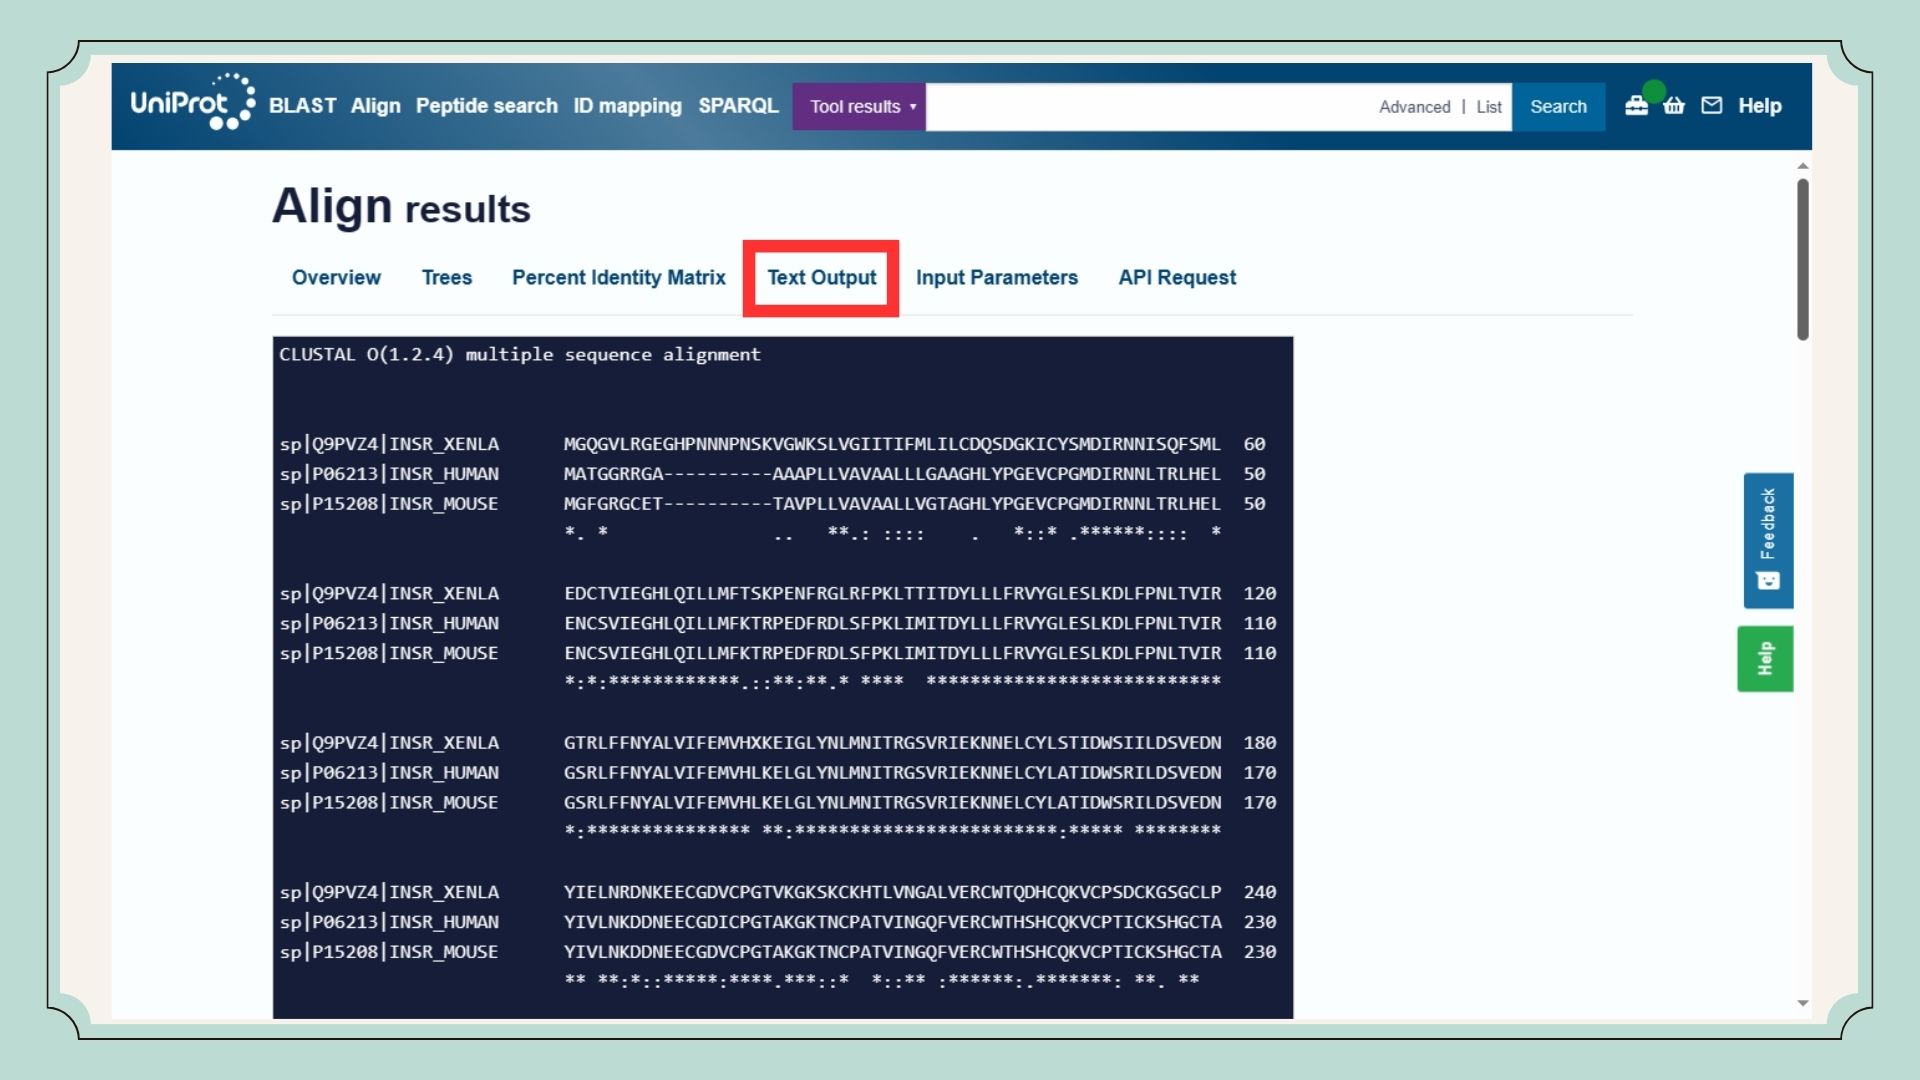 UniProt BLAST Align Peptide search ID mapping SPARQL Tool results Advanced | List Search Help
Align results
Overview Trees Percent Identity Matrix Text Output Input Parameters API Request
CLUSTAL O(1.2.4) multiple sequence alignment
sp|Q9PVZ4|INSR_XENLA MGQGVLRGEGHPNNNPNSKVGWKSLVGIITIFMLILCDQSDGKICYSMDIRNNISQFSML 60
sp|P06213|INSR_HUMAN MATGGRRGA----------AAAPLLVAVAALLLGAAGHLYPGEVCPGMDIRNNLTRLHEL 50
sp|P15208|INSR_MOUSE MGFGRGCET----------TAVPLLVAVAALLVGTAGHLYPGEVCPGMDIRNNLTRLHEL 50
*. *               ..   **.: ::::    .   *::* .******::::  *
sp|Q9PVZ4|INSR_XENLA EDCTVIEGHLQILLMFTSKPENFRGLRFPKLTTITDYLLLFRVYGLESLKDLFPNLTVIR 120
sp|P06213|INSR_HUMAN ENCSVIEGHLQILLMFKTRPEDFRDLSFPKLIMITDYLLLFRVYGLESLKDLFPNLTVIR 110
sp|P15208|INSR_MOUSE ENCSVIEGHLQILLMFKTRPEDFRDLSFPKLIMITDYLLLFRVYGLESLKDLFPNLTVIR 110
*:*:************.::**:**.* ****  ***************************
sp|Q9PVZ4|INSR_XENLA GTRLFFNYALVIFEMVHXKEIGLYNLMNITRGSVRIEKNNELCYLSTIDWSIILDSVEDN 180
sp|P06213|INSR_HUMAN GSRLFFNYALVIFEMVHLKELGLYNLMNITRGSVRIEKNNELCYLATIDWSRILDSVEDN 170
sp|P15208|INSR_MOUSE GSRLFFNYALVIFEMVHLKELGLYNLMNITRGSVRIEKNNELCYLATIDWSRILDSVEDN 170
*:*************** **:************************:***** ********
sp|Q9PVZ4|INSR_XENLA YIELNRDNKEECGDVCPGTVKGKSKCKHTLVNGALVERCWTQDHCQKVCPSDCKGSGCLP 240
sp|P06213|INSR_HUMAN YIVLNKDDNEECGDICPGTAKGKTNCPATVINGQFVERCWTHSHCQKVCPTICKSHGCTA 230
sp|P15208|INSR_MOUSE YIVLNKDDNEECGDVCPGTAKGKTNCPATVINGQFVERCWTHSHCQKVCPTICKSHGCTA 230
** **:*::*****:****.***::*  *::** :******:.*******: **. **
Feedback
Help